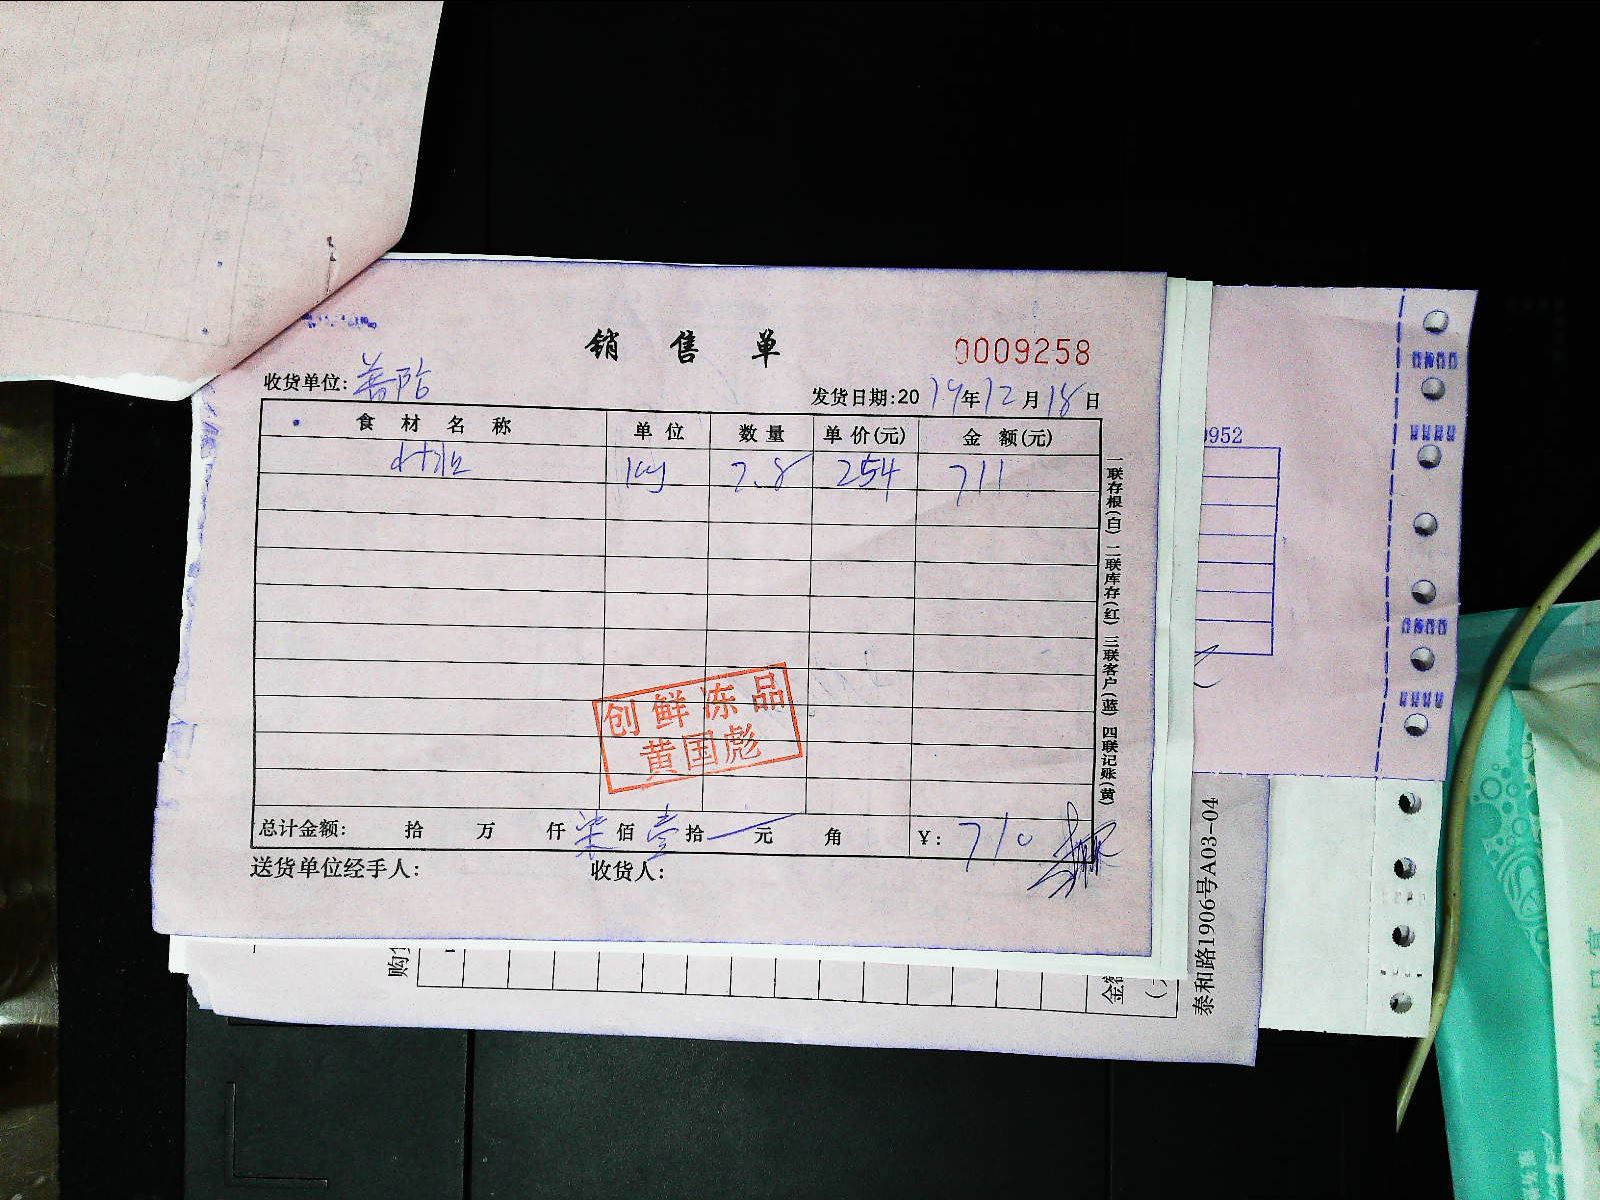 销售单
0009258
收货单位:
发货日期:2019年12月18日
食材名称 单位 数量 单价(元) 金额(元)
kg 2.8 254 711
创鲜冻品
黄国彪
总计金额: 拾 万 仟 柒佰 壹拾 元 角 ¥: 710
送货单位经手人: 收货人:
一联存根(白) 二联库存(红) 三联客户(蓝) 四联记账(黄)
0952
泰和路1906号A03-04
购
金